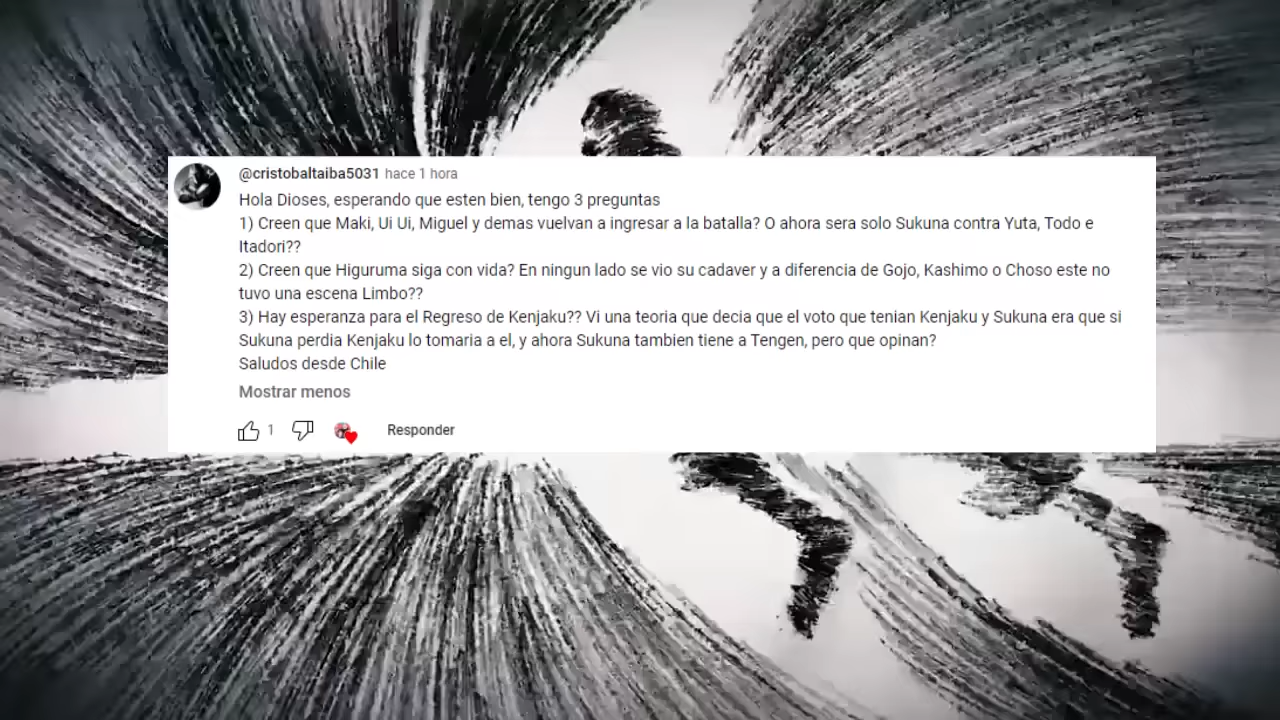 @cristobaltaiba5031 hace 1 hora
Hola Dioses, esperando que esten bien, tengo 3 preguntas
1) Creen que Maki, Ui Ui, Miguel y demas vuelvan a ingresar a la batalla? O ahora sera solo Sukuna contra Yuta, Todo e
Itadori??
2) Creen que Higuruma siga con vida? En ningun lado se vio su cadaver y a diferencia de Gojo, Kashimo o Choso este no
tuvo una escena Limbo??
3) Hay esperanza para el Regreso de Kenjaku?? Vi una teoria que decia que el voto que tenian Kenjaku y Sukuna era que si
Sukuna perdia Kenjaku lo tomaria a el, y ahora Sukuna tambien tiene a Tengen, pero que opinan?
Saludos desde Chile
Mostrar menos
1 Responder